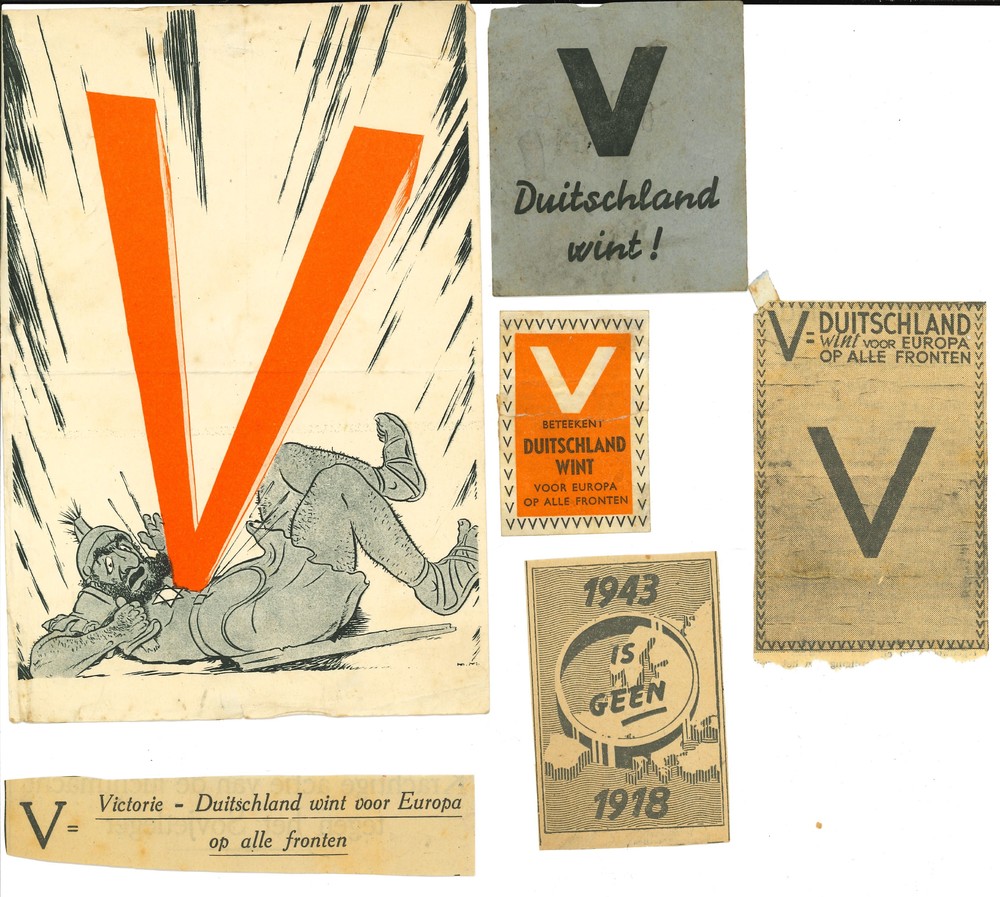 V
V
Duitschland
wint!
V
BETEEKENT
DUITSCHLAND
WINT
VOOR EUROPA
OP ALLE FRONTEN
V=DUITSCHLAND
wint VOOR EUROPA
OP ALLE FRONTEN
V
1943
IS
GEEN
1918
V= Victorie - Duitschland wint voor Europa
op alle fronten